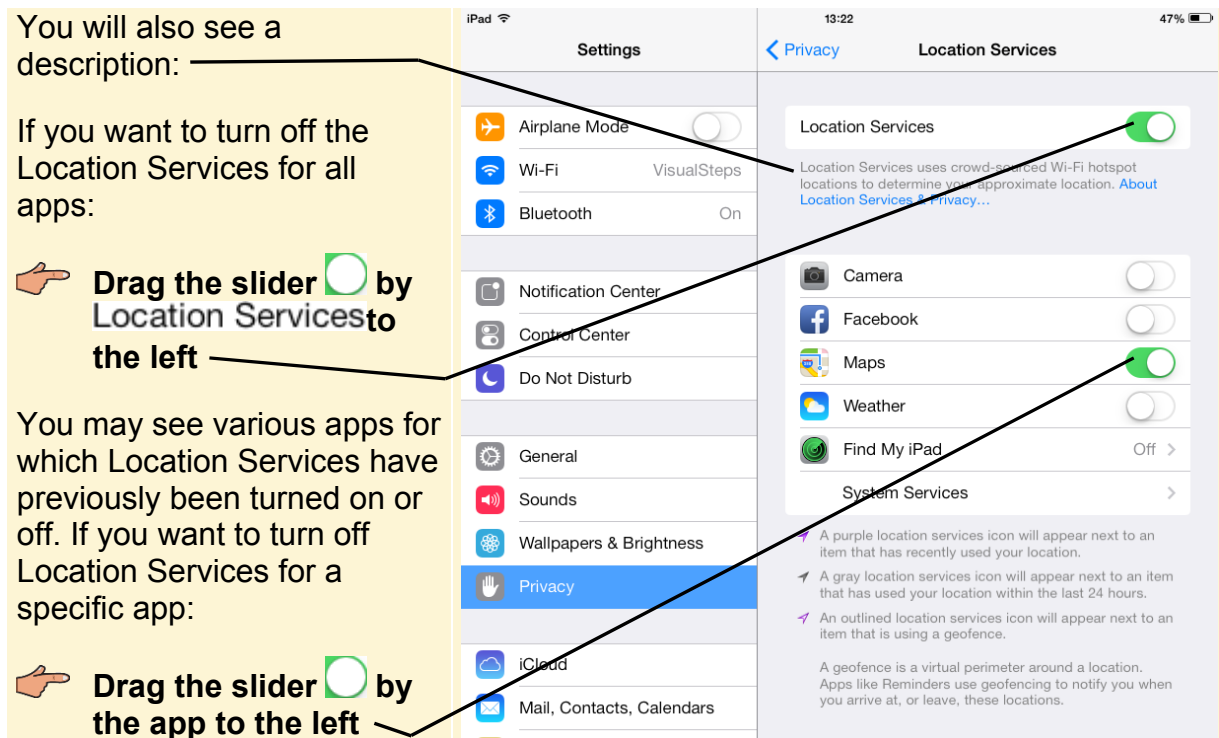 You will also see a
description:
If you want to turn off the
Location Services for all
apps:
Drag the slider by
Location Services to
the left
You may see various apps for
which Location Services have
previously been turned on or
off. If you want to turn off
Location Services for a
specific app:
Drag the slider by
the app to the left
iPad 13:22 47%
Settings
Airplane Mode
Wi-Fi VisualSteps
Bluetooth On
Notification Center
Control Center
Do Not Disturb
General
Sounds
Wallpapers & Brightness
Privacy
iCloud
Mail, Contacts, Calendars
Privacy Location Services
Location Services
Location Services uses crowd-sourced Wi-Fi hotspot
locations to determine your approximate location. About
Location Services & Privacy...
Camera
Facebook
Maps
Weather
Find My iPad Off
System Services
A purple location services icon will appear next to an
item that has recently used your location.
A gray location services icon will appear next to an item
that has used your location within the last 24 hours.
An outlined location services icon will appear next to an
item that is using a geofence.
A geofence is a virtual perimeter around a location.
Apps like Reminders use geofencing to notify you when
you arrive at, or leave, these locations.